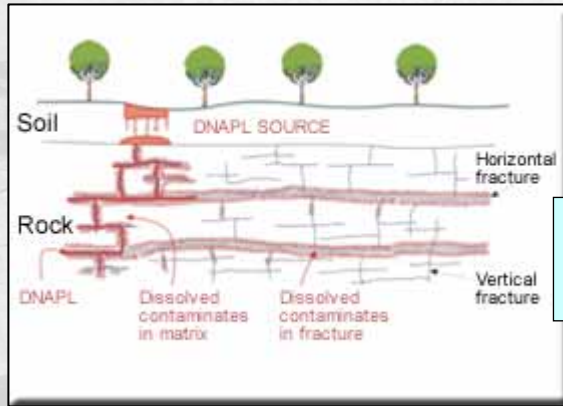 Soil
DNAPL SOURCE
Horizontal
fracture
Rock
Vertical
fracture
DNAPL
Dissolved
contaminates
in matrix
Dissolved
contaminates
in fracture